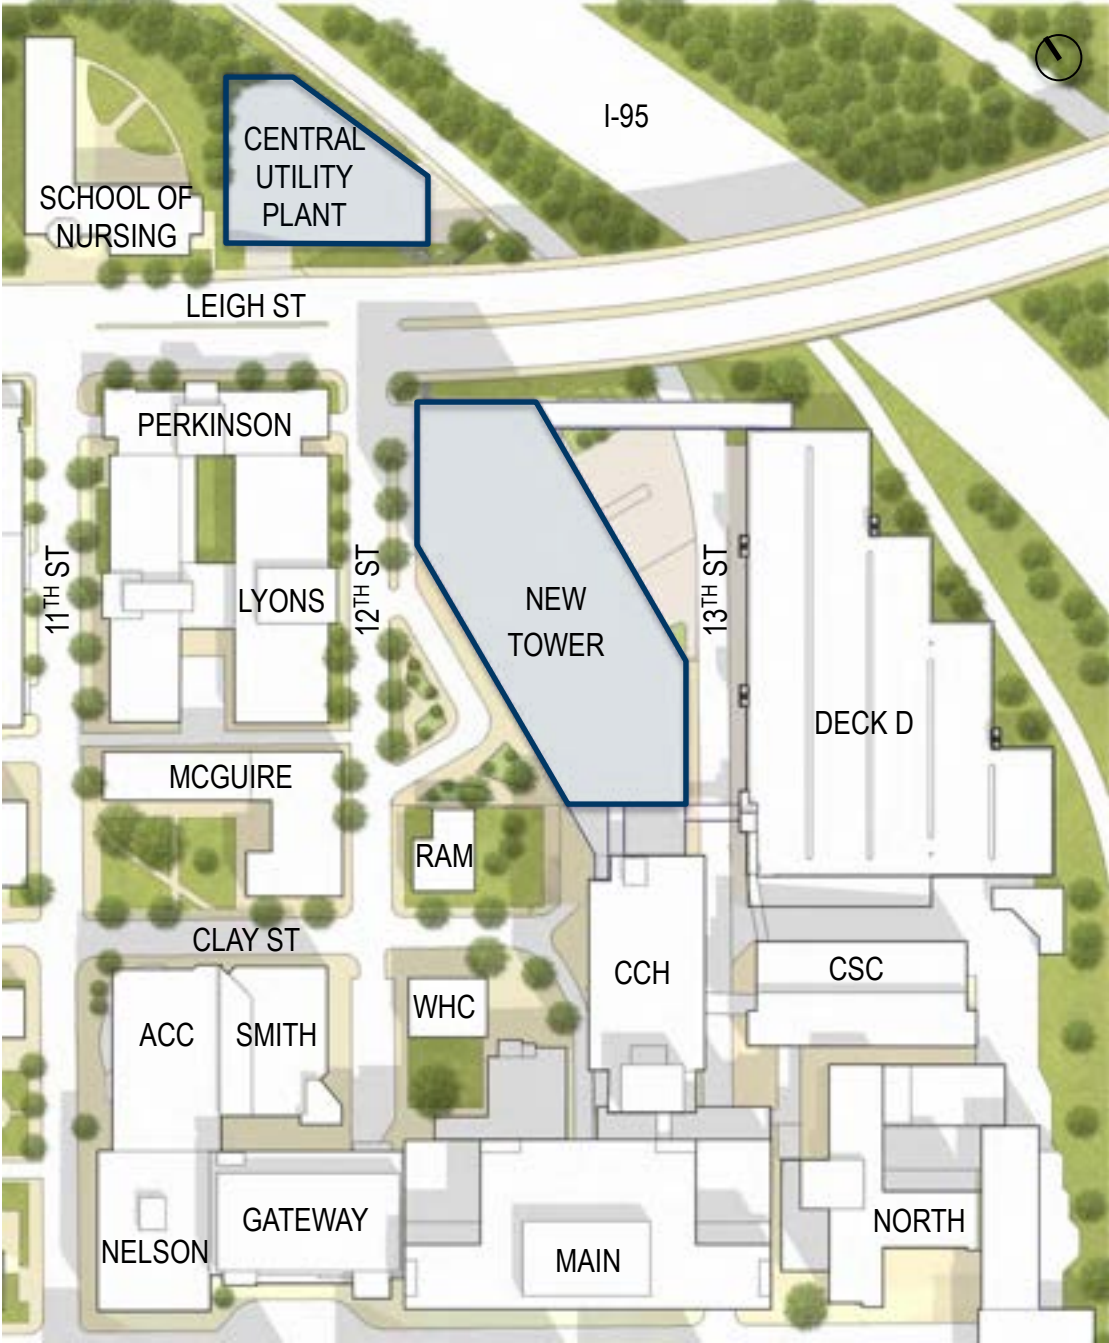 I-95
CENTRAL
UTILITY
PLANT
SCHOOL OF
NURSING
LEIGH ST
PERKINSON
11TH ST
12TH ST
LYONS
NEW
TOWER
13TH ST
DECK D
MCGUIRE
RAM
CLAY ST
CCH
CSC
WHC
ACC
SMITH
GATEWAY
NORTH
NELSON
MAIN